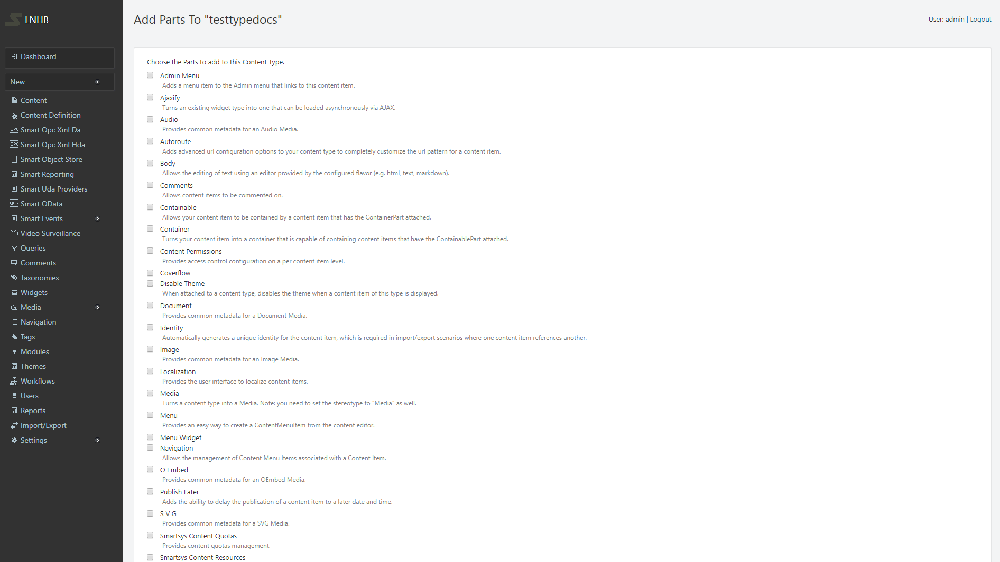 LNHB
Add Parts To "testtypedocs"
User: admin | Logout
Dashboard
New
Content
Content Definition
OPC Smart Opc Xml Da
OPC Smart Opc Xml Hda
Smart Object Store
Smart Reporting
Smart Uda Providers
ODATA Smart OData
Smart Events
Video Surveillance
Queries
Comments
Taxonomies
Widgets
Media
Navigation
Tags
Modules
Themes
Workflows
Users
Reports
Import/Export
Settings
Choose the Parts to add to this Content Type.
Admin Menu
Adds a menu item to the Admin menu that links to this content item.
Ajaxify
Turns an existing widget type into one that can be loaded asynchronously via AJAX.
Audio
Provides common metadata for an Audio Media.
Autoroute
Adds advanced url configuration options to your content type to completely customize the url pattern for a content item.
Body
Allows the editing of text using an editor provided by the configured flavor (e.g. html, text, markdown).
Comments
Allows content items to be commented on.
Containable
Allows your content item to be contained by a content item that has the ContainerPart attached.
Container
Turns your content item into a container that is capable of containing content items that have the ContainablePart attached.
Content Permissions
Provides access control configuration on a per content item level.
Coverflow
Disable Theme
When attached to a content type, disables the theme when a content item of this type is displayed.
Document
Provides common metadata for a Document Media.
Identity
Automatically generates a unique identity for the content item, which is required in import/export scenarios where one content item references another.
Image
Provides common metadata for an Image Media.
Localization
Provides the user interface to localize content items.
Media
Turns a content type into a Media. Note: you need to set the stereotype to "Media" as well.
Menu
Provides an easy way to create a ContentMenuItem from the content editor.
Menu Widget
Navigation
Allows the management of Content Menu Items associated with a Content Item.
O Embed
Provides common metadata for an OEmbed Media.
Publish Later
Adds the ability to delay the publication of a content item to a later date and time.
S V G
Provides common metadata for a SVG Media.
Smartsys Content Quotas
Provides content quotas management.
Smartsys Content Resources